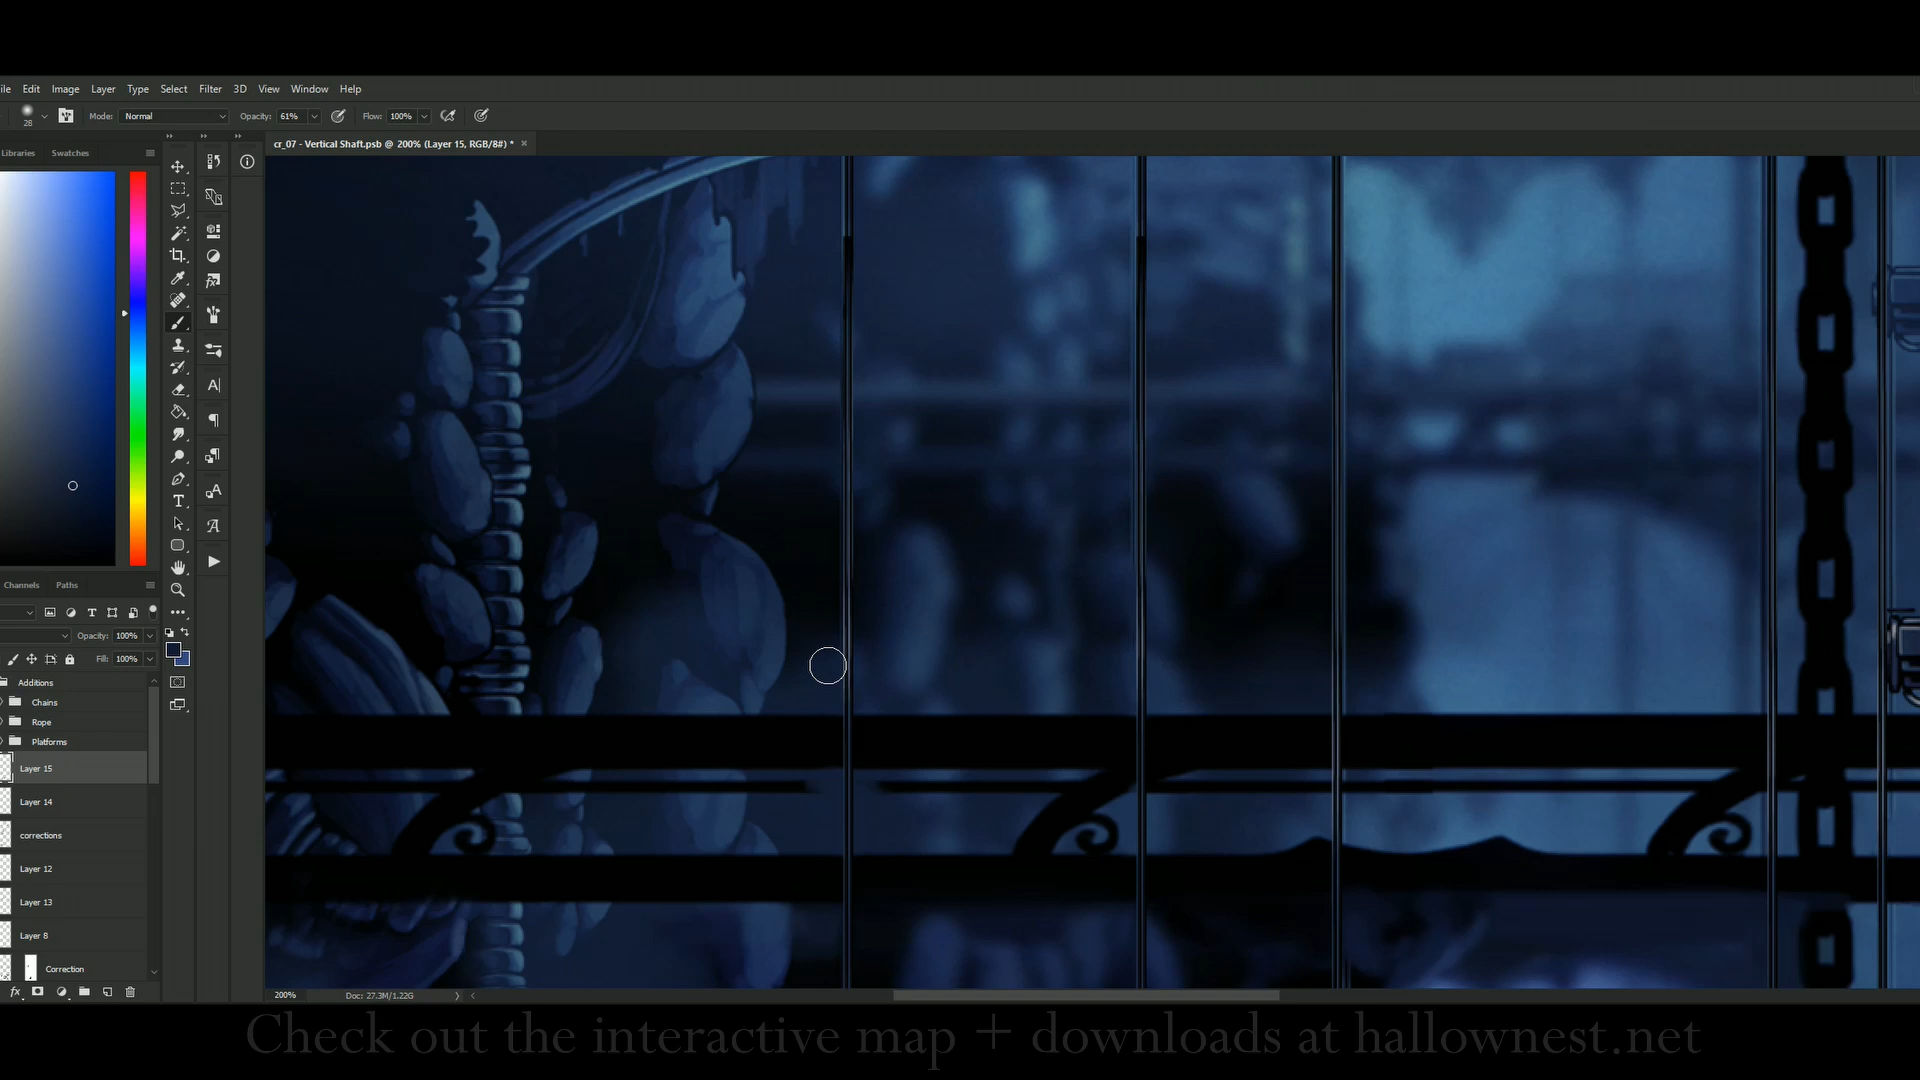 ile Edit Image Layer Type Select Filter 3D View Window Help
28 Mode: Normal Opacity: 61% Flow: 100%
cr_07 - Vertical Shaft.psb @ 200% (Layer 15, RGB/8#) * ×
Libraries Swatches
Channels Paths
Opacity: 100%
Fill: 100%
Additions
Chains
Rope
Platforms
Layer 15
Layer 14
corrections
Layer 12
Layer 13
Layer 8
Correction
fx
200% Doc: 27.3M/1.22G
Check out the interactive map + downloads at hallownest.net